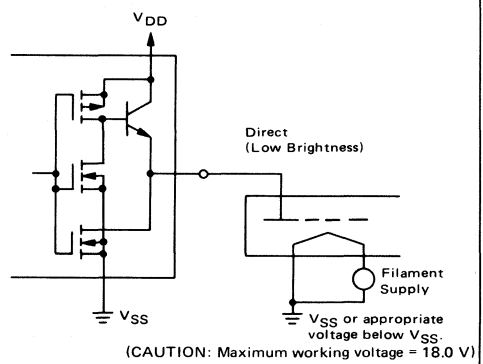 VDD
Direct
(Low Brightness)
Filament
Supply
VSS
VSS or appropriate
voltage below VSS.
(CAUTION: Maximum working voltage = 18.0 V)